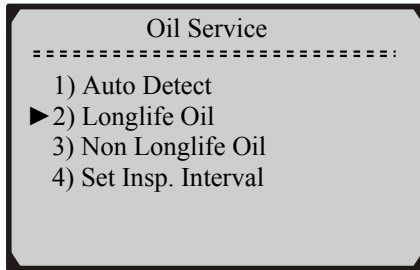 Oil Service
1) Auto Detect
►2) Longlife Oil
3) Non Longlife Oil
4) Set Insp. Interval